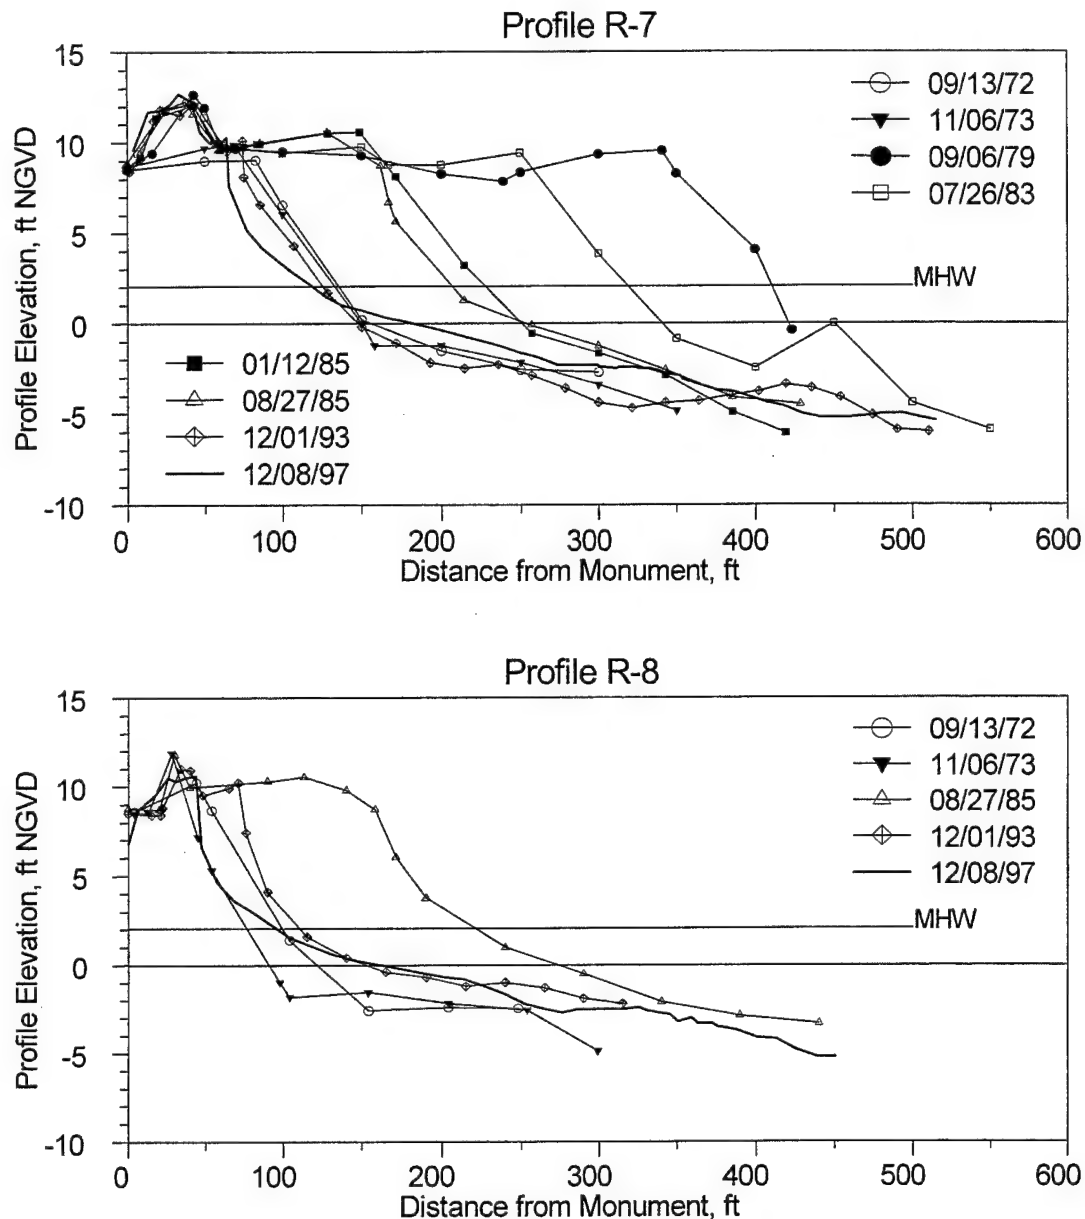 Profile R-7
Profile Elevation, ft NGVD
15
10
5
0
-5
-10
09/13/72
11/06/73
09/06/79
07/26/83
MHW
01/12/85
08/27/85
12/01/93
12/08/97
0 100 200 300 400 500 600
Distance from Monument, ft
Profile R-8
Profile Elevation, ft NGVD
15
10
5
0
-5
-10
09/13/72
11/06/73
08/27/85
12/01/93
12/08/97
MHW
0 100 200 300 400 500 600
Distance from Monument, ft